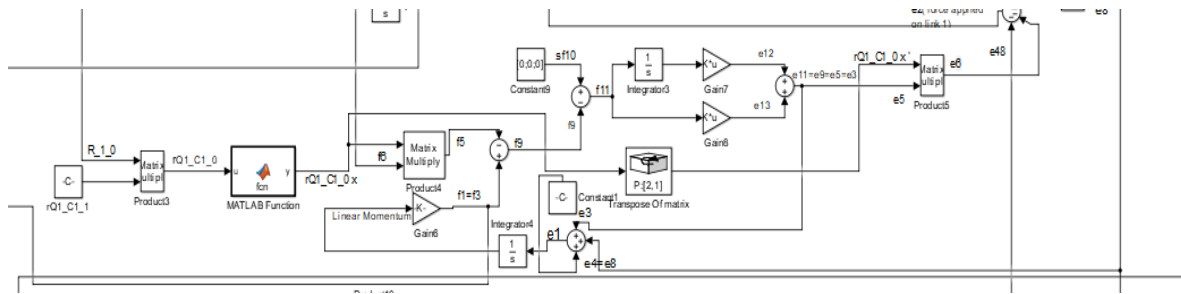 s
e2( force applied
on link 1)
e8
e48
[0;0;0]
Constant9
sf10
f11
f9
1
s
Integrator3
K*u
Gain7
e12
K*u
Gain8
e13
e11=e9=e5=e3
rQ1_C1_0 x '
e5
Matrix
Multipl
Product5
e6
R_1_0
-C-
rQ1_C1_1
Matrix
Multipl
Product3
rQ1_C1_0
u
fcn
y
MATLAB Function
rQ1_C1_0 x
f6
Matrix
Multiply
Product4
f5
f9
f1=f3
Linear Momentum
-K-
Gain6
P:[2,1]
Transpose Of matrix
-C-
Constant1
e3
Integrator4
1
s
e1
e4=e8